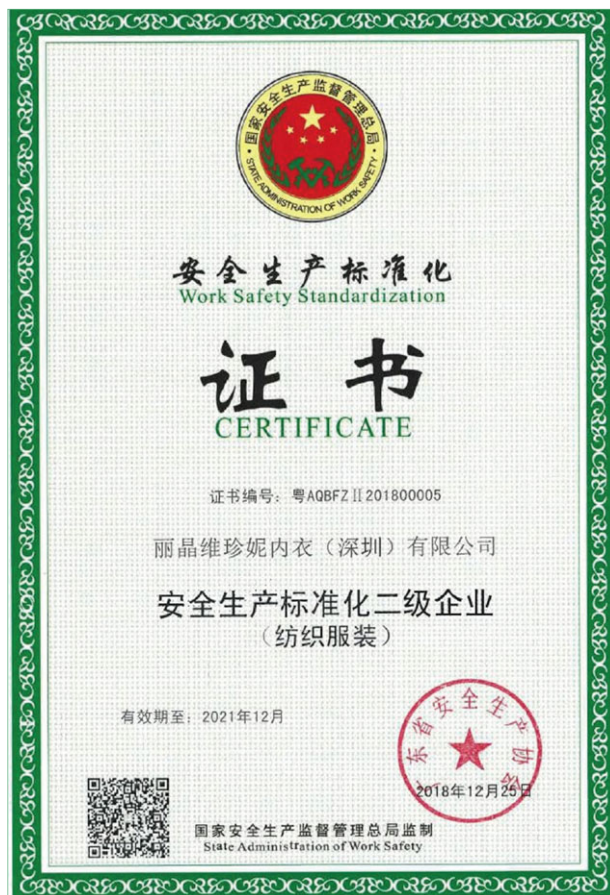 国家安全生产监督管理总局
STATE ADMINISTRATION OF WORK SAFETY
安全生产标准化
Work Safety Standardization
证书
CERTIFICATE
证书编号：粤AQBFZⅡ201800005
丽晶维珍妮内衣（深圳）有限公司
安全生产标准化二级企业
（纺织服装）
有效期至：2021年12月
广东省安全生产协会
2018年12月25日
国家安全生产监督管理总局监制
State Administration of Work Safety